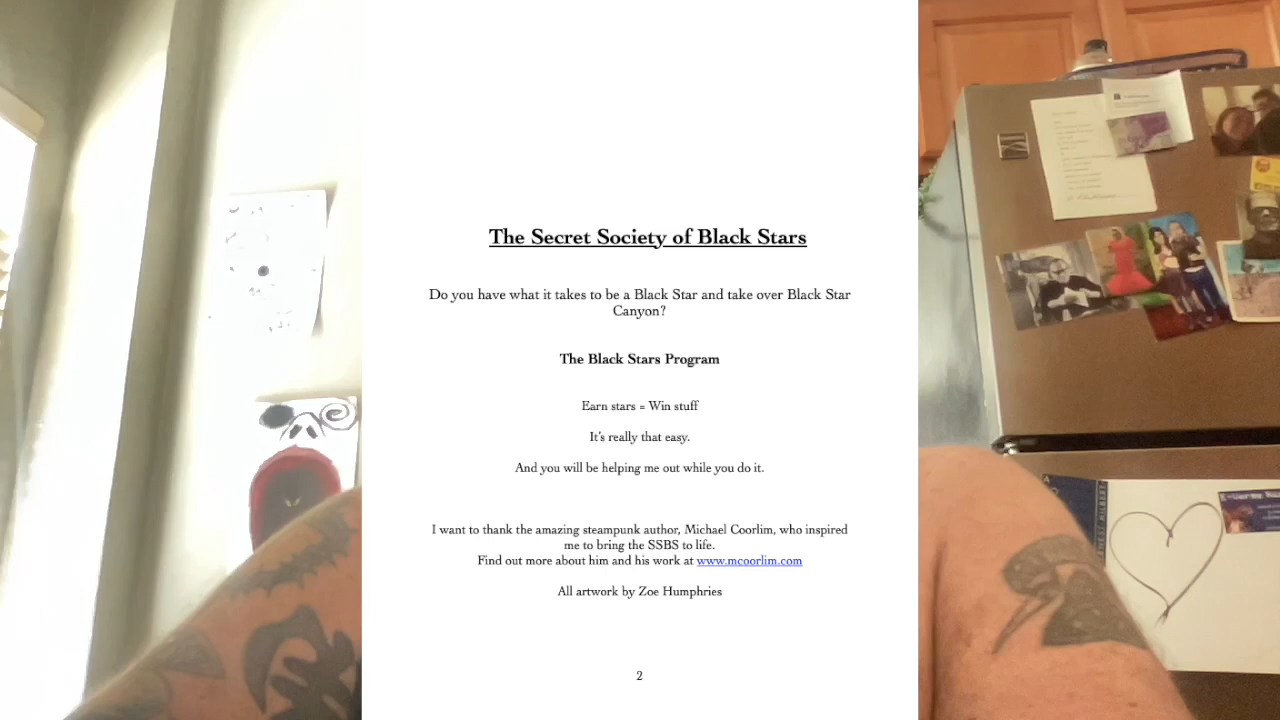 The Secret Society of Black Stars
Do you have what it takes to be a Black Star and take over Black Star
Canyon?
The Black Stars Program
Earn stars = Win stuff
It's really that easy.
And you will be helping me out while you do it.
I want to thank the amazing steampunk author, Michael Coorlim, who inspired
me to bring the SSBS to life.
Find out more about him and his work at www.mcoorlim.com
All artwork by Zoe Humphries
2